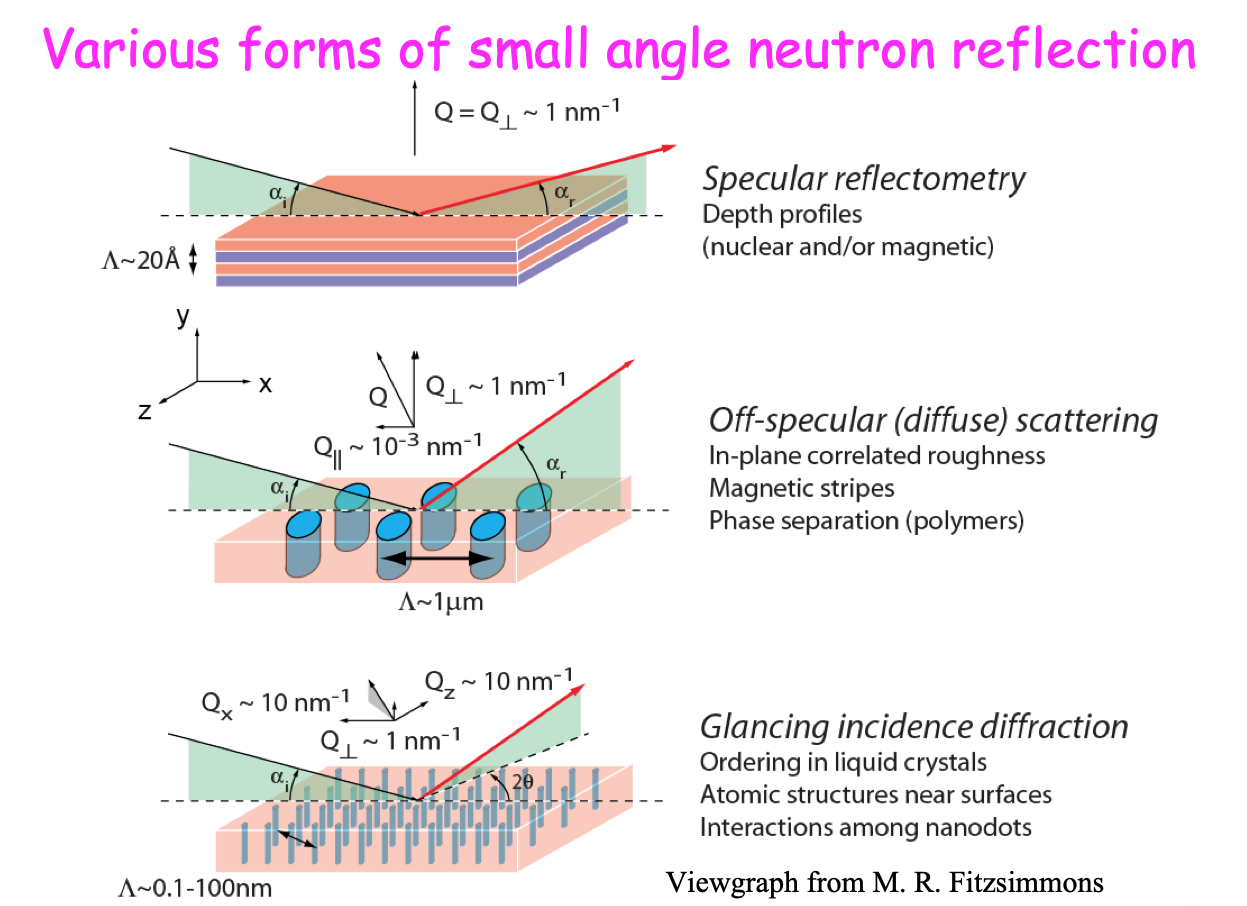 Various forms of small angle neutron reflection
Q = Q⊥ ~ 1 nm⁻¹
αi
αr
Λ~20Å
Specular reflectometry
Depth profiles
(nuclear and/or magnetic)
y
x
z
Q
Q⊥ ~ 1 nm⁻¹
Q|| ~ 10⁻³ nm⁻¹
αi
αr
Λ~1μm
Off-specular (diffuse) scattering
In-plane correlated roughness
Magnetic stripes
Phase separation (polymers)
Qx ~ 10 nm⁻¹
Qz ~ 10 nm⁻¹
Q⊥ ~ 1 nm⁻¹
αi
2θ
Λ~0.1-100nm
Glancing incidence diffraction
Ordering in liquid crystals
Atomic structures near surfaces
Interactions among nanodots
Viewgraph from M. R. Fitzsimmons